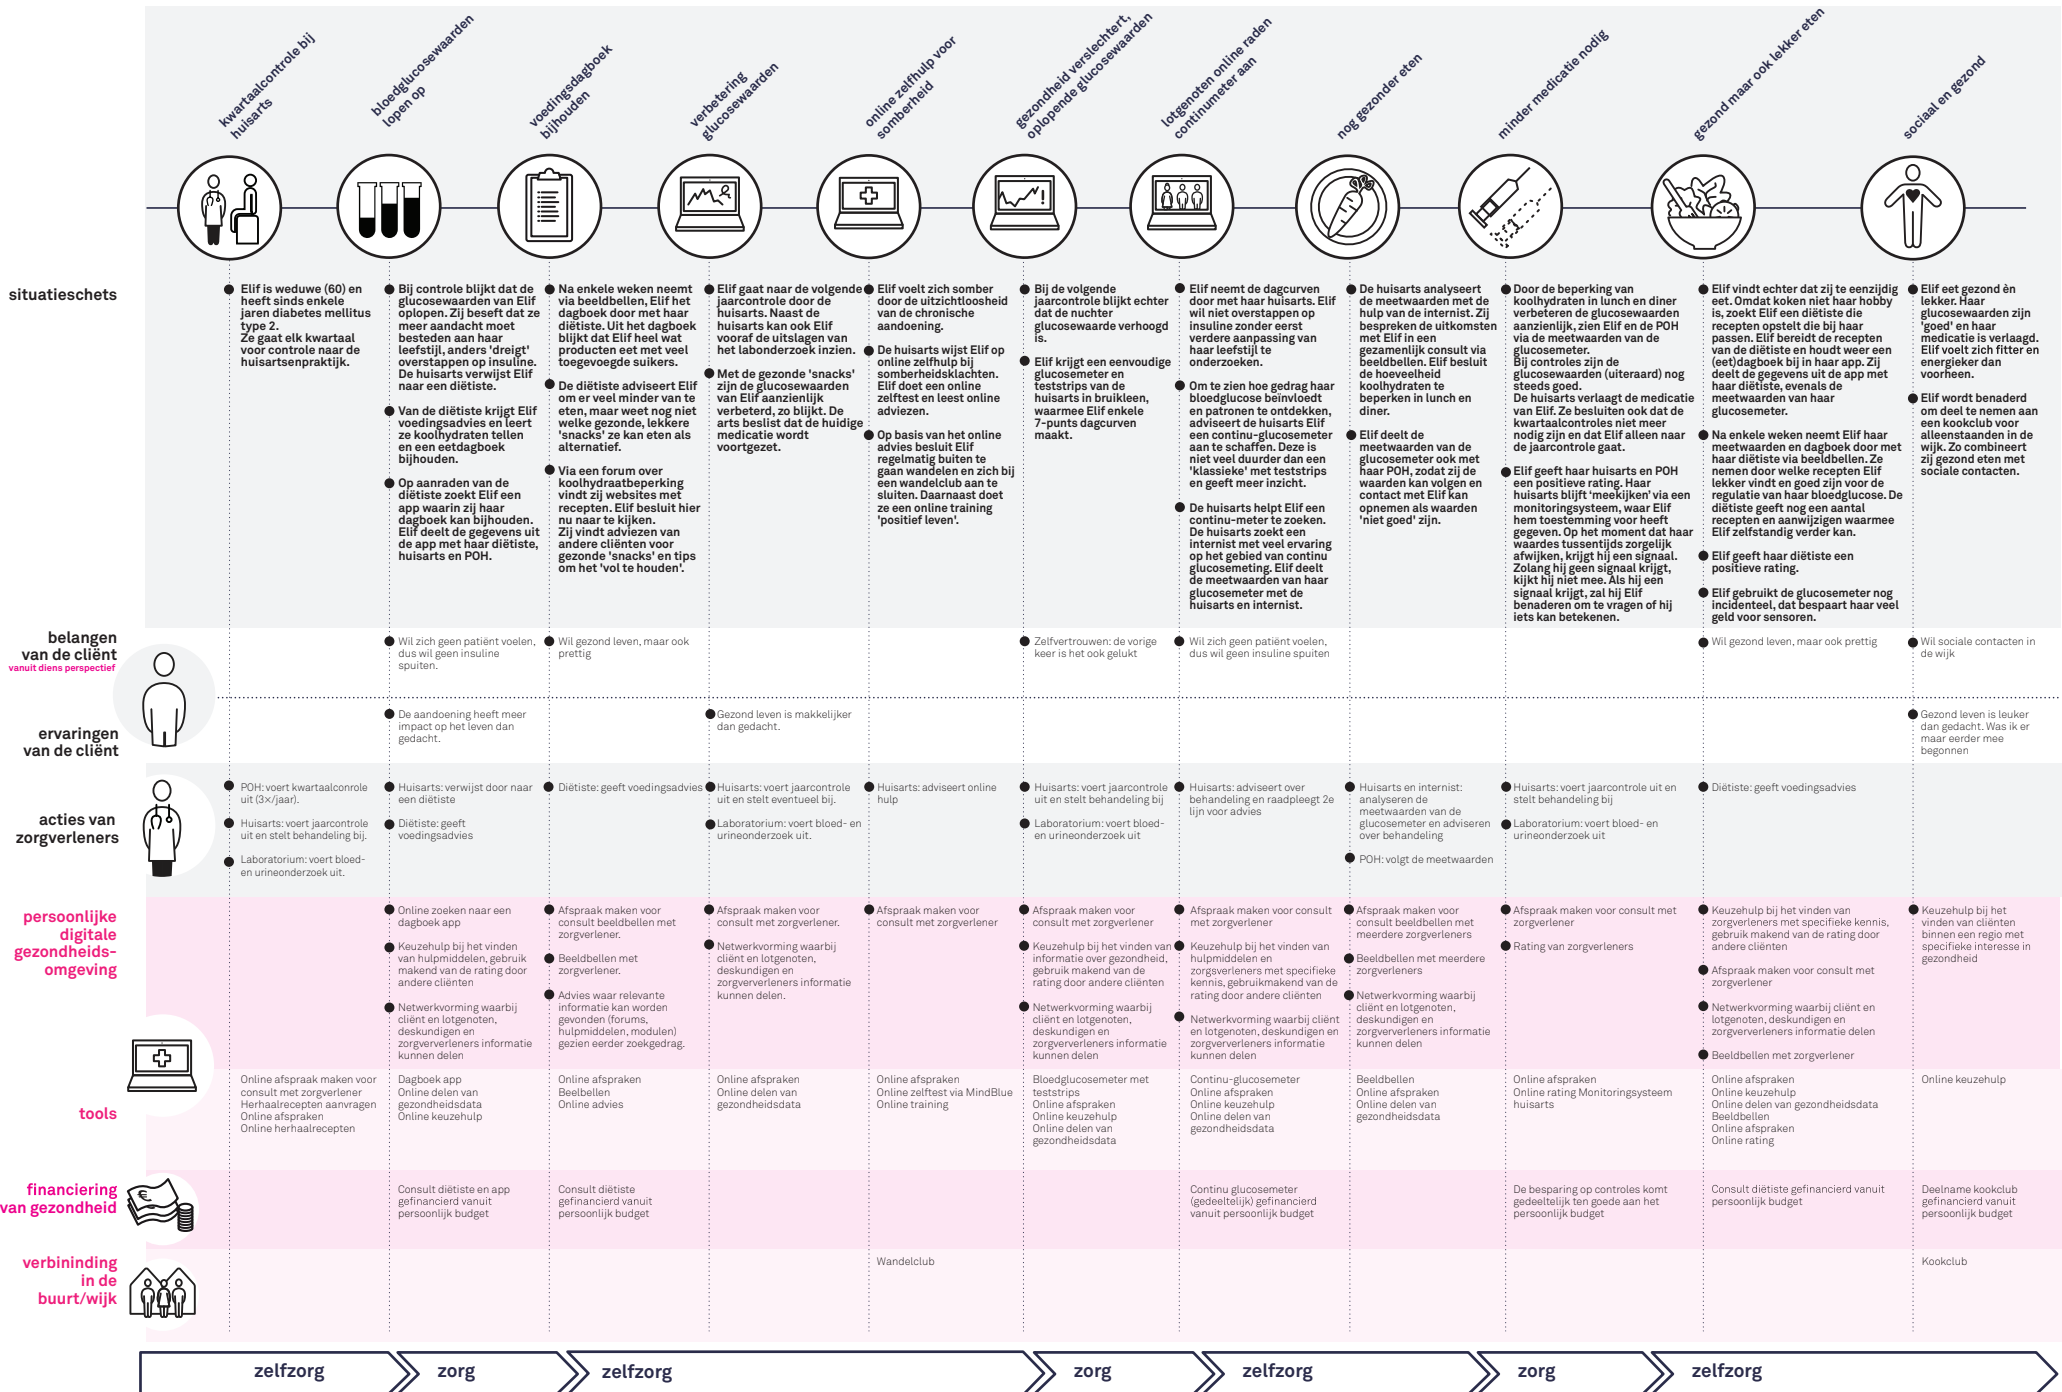 kwartaalcontrole bij
huisarts
bloedglucosewaarden
lopen op
voedingsdagboek
bijhouden
verbetering
glucosewaarden
online zelfhulp voor
somberheid
gezondheid verslechtert,
oplopende glucosewaarden
lotgenoten online raden
continumeter aan
nog gezonder eten
minder medicatie nodig
gezond maar ook lekker eten
sociaal en gezond
situatieschets
Elif is weduwe (60) en
heeft sinds enkele
jaren diabetes mellitus
type 2.
Ze gaat elk kwartaal
voor controle naar de
huisartsenpraktijk.
Bij controle blijkt dat de
glucosewaarden van Elif
oplopen. Zij beseft dat ze
meer aandacht moet
besteden aan haar
leefstijl, anders 'dreigt'
overstappen op insuline.
De huisarts verwijst Elif
naar een diëtiste.
Van de diëtiste krijgt Elif
voedingsadvies en leert
ze koolhydraten tellen
en een eetdagboek
bijhouden.
Op aanraden van de
diëtiste zoekt Elif een
app waarin zij haar
dagboek kan bijhouden.
Elif deelt de gegevens uit
de app met haar diëtiste,
huisarts en POH.
Na enkele weken neemt
via beeldbellen, Elif het
dagboek door met haar
diëtiste. Uit het dagboek
blijkt dat Elif heel wat
producten eet met veel
toegevoegde suikers.
De diëtiste adviseert Elif
om er veel minder van te
eten, maar weet nog niet
welke gezonde, lekkere
'snacks' ze kan eten als
alternatief.
Via een forum over
koolhydraatbeperking
vindt zij websites met
recepten. Elif besluit hier
nu naar te kijken.
Zij vindt adviezen van
andere cliënten voor
gezonde 'snacks' en tips
om het 'vol te houden'.
Elif gaat naar de volgende
jaarcontrole door de
huisarts. Naast de
huisarts kan ook Elif
vooraf de uitslagen van
het labonderzoek inzien.
Met de gezonde 'snacks'
zijn de glucosewaarden
van Elif aanzienlijk
verbeterd, zo blijkt. De
arts beslist dat de huidige
medicatie wordt
voortgezet.
Elif voelt zich somber
door de uitzichtloosheid
van de chronische
aandoening.
De huisarts wijst Elif op
online zelfhulp bij
somberheidsklachten.
Elif doet een online
zelftest en leest online
adviezen.
Op basis van het online
advies besluit Elif
regelmatig buiten te
gaan wandelen en zich bij
een wandelclub aan te
sluiten. Daarnaast doet
ze een online training
'positief leven'.
Bij de volgende
jaarcontrole blijkt echter
dat de nuchter
glucosewaarde verhoogd
is.
Elif krijgt een eenvoudige
glucosemeter en
teststrips van de
huisarts in bruikleen,
waarmee Elif enkele
7-punts dagcurven
maakt.
Elif neemt de dagcurven
door met haar huisarts. Elif
wil niet overstappen op
insuline zonder eerst
verdere aanpassing van
haar leefstijl te
onderzoeken.
Om te zien hoe gedrag haar
bloedglucose beïnvloedt
en patronen te ontdekken,
adviseert de huisarts Elif
een continu-glucosemeter
aan te schaffen. Deze is
niet veel duurder dan een
'klassieke' met teststrips
en geeft meer inzicht.
De huisarts helpt Elif een
continu-meter te zoeken.
De huisarts zoekt een
internist met veel ervaring
op het gebied van continu
glucosemeting. Elif deelt
de meetwaarden van haar
glucosemeter met de
huisarts en internist.
De huisarts analyseert
de meetwaarden met de
hulp van de internist. Zij
bespreken de uitkomsten
met Elif in een
gezamenlijk consult via
beeldbellen. Elif besluit
de hoeveelheid
koolhydraten te
beperken in lunch en
diner.
Elif deelt de
meetwaarden van de
glucosemeter ook met
haar POH, zodat zij de
waarden kan volgen en
contact met Elif kan
opnemen als waarden
'niet goed' zijn.
Door de beperking van
koolhydraten in lunch en diner
verbeteren de glucosewaarden
aanzienlijk, zien Elif en de POH
via de meetwaarden van de
glucosemeter.
Bij controles zijn de
glucosewaarden (uiteraard) nog
steeds goed.
De huisarts verlaagt de medicatie
van Elif. Ze besluiten ook dat de
kwartaalcontroles niet meer
nodig zijn en dat Elif alleen naar
de jaarcontrole gaat.
Elif geeft haar huisarts en POH
een positieve rating. Haar
huisarts blijft 'meekijken' via een
monitoringsysteem, waar Elif
hem toestemming voor heeft
gegeven. Op het moment dat haar
waardes tussentijds zorgelijk
afwijken, krijgt hij een signaal.
Zolang hij geen signaal krijgt,
kijkt hij niet mee. Als hij een
signaal krijgt, zal hij Elif
benaderen om te vragen of hij
iets kan betekenen.
Elif vindt echter dat zij te eenzijdig
eet. Omdat koken niet haar hobby
is, zoekt Elif een diëtiste die
recepten opstelt die bij haar
passen. Elif bereidt de recepten
van de diëtiste en houdt weer een
(eet)dagboek bij in haar app. Zij
deelt de gegevens uit de app met
haar diëtiste, evenals de
meetwaarden van haar
glucosemeter.
Na enkele weken neemt Elif haar
meetwaarden en dagboek door met
haar diëtiste via beeldbellen. Ze
nemen door welke recepten Elif
lekker vindt en goed zijn voor de
regulatie van haar bloedglucose. De
diëtiste geeft nog een aantal
recepten en aanwijzigen waarmee
Elif zelfstandig verder kan.
Elif geeft haar diëtiste een
positieve rating.
Elif gebruikt de glucosemeter nog
incidenteel, dat bespaart haar veel
geld voor sensoren.
Elif eet gezond èn
lekker. Haar
glucosewaarden zijn
'goed' en haar
medicatie is verlaagd.
Elif voelt zich fitter en
energieker dan
voorheen.
Elif wordt benaderd
om deel te nemen aan
een kookclub voor
alleenstaanden in de
wijk. Zo combineert
zij gezond eten met
sociale contacten.
belangen
van de cliënt
vanuit diens perspectief
Wil zich geen patiënt voelen,
dus wil geen insuline
spuiten.
Wil gezond leven, maar ook
prettig
Zelfvertrouwen: de vorige
keer is het ook gelukt
Wil zich geen patiënt voelen,
dus wil geen insuline spuiten
Wil gezond leven, maar ook prettig
Wil sociale contacten in
de wijk
ervaringen
van de cliënt
De aandoening heeft meer
impact op het leven dan
gedacht.
Gezond leven is makkelijker
dan gedacht.
Gezond leven is leuker
dan gedacht. Was ik er
maar eerder mee
begonnen
acties van
zorgverleners
POH: voert kwartaalconrole
uit (3×/jaar).
Huisarts: voert jaarcontrole
uit en stelt behandeling bij.
Laboratorium: voert bloed-
en urineonderzoek uit.
Huisarts: verwijst door naar
een diëtiste
Diëtiste: geeft
voedingsadvies
Diëtiste: geeft voedingsadvies
Huisarts: voert jaarcontrole
uit en stelt eventueel bij.
Laboratorium: voert bloed- en
urineonderzoek uit.
Huisarts: adviseert online
hulp
Huisarts: voert jaarcontrole
uit en stelt behandeling bij
Laboratorium: voert bloed-
en urineonderzoek uit
Huisarts: adviseert over
behandeling en raadpleegt 2e
lijn voor advies
Huisarts en internist:
analyseren de
meetwaarden van de
glucosemeter en adviseren
over behandeling
POH: volgt de meetwaarden
Huisarts: voert jaarcontrole uit en
stelt behandeling bij
Laboratorium: voert bloed- en
urineonderzoek uit
Diëtiste: geeft voedingsadvies
persoonlijke
digitale
gezondheids-
omgeving
Online zoeken naar een
dagboek app
Keuzehulp bij het vinden
van hulpmiddelen, gebruik
makend van de rating door
andere cliënten
Netwerkvorming waarbij
cliënt en lotgenoten,
deskundigen en
zorgververleners informatie
kunnen delen
Afspraak maken voor
consult beeldbellen met
zorgverlener.
Beeldbellen met
zorgverlener.
Advies waar relevante
informatie kan worden
gevonden (forums,
hulpmiddelen, modulen)
gezien eerder zoekgedrag.
Afspraak maken voor
consult met zorgverlener.
Netwerkvorming waarbij
cliënt en lotgenoten,
deskundigen en
zorgververleners informatie
kunnen delen.
Afspraak maken voor
consult met zorgverlener
Afspraak maken voor
consult met zorgverlener
Keuzehulp bij het vinden van
informatie over gezondheid,
gebruik makend van de
rating door andere cliënten
Netwerkvorming waarbij
cliënt en lotgenoten,
deskundigen en
zorgververleners informatie
kunnen delen
Afspraak maken voor consult
met zorgverlener
Keuzehulp bij het vinden van
hulpmiddelen en
zorgsverleners met specifieke
kennis, gebruikmakend van de
rating door andere cliënten
Netwerkvorming waarbij cliënt
en lotgenoten, deskundigen en
zorgververleners informatie
kunnen delen
Afspraak maken voor
consult beeldbellen met
meerdere zorgverleners
Beeldbellen met meerdere
zorgverleners
Netwerkvorming waarbij
cliënt en lotgenoten,
deskundigen en
zorgververleners informatie
kunnen delen
Afspraak maken voor consult met
zorgverlener
Rating van zorgverleners
Keuzehulp bij het vinden van
zorgverleners met specifieke kennis,
gebruik makend van de rating door
andere cliënten
Afspraak maken voor consult met
zorgverlener
Netwerkvorming waarbij cliënt en
lotgenoten, deskundigen en
zorgververleners informatie delen
Beeldbellen met zorgverlener
Keuzehulp bij het
vinden van cliënten
binnen een regio met
specifieke interesse in
gezondheid
tools
Online afspraak maken voor
consult met zorgverlener
Herhaalrecepten aanvragen
Online afspraken
Online herhaalrecepten
Dagboek app
Online delen van
gezondheidsdata
Online keuzehulp
Online afspraken
Beelbellen
Online advies
Online afspraken
Online delen van
gezondheidsdata
Online afspraken
Online zelftest via MindBlue
Online training
Bloedglucosemeter met
teststrips
Online afspraken
Online keuzehulp
Online delen van
gezondheidsdata
Continu-glucosemeter
Online afspraken
Online keuzehulp
Online delen van
gezondheidsdata
Beeldbellen
Online afspraken
Online delen van
gezondheidsdata
Online afspraken
Online rating Monitoringsyteem
huisarts
Online afspraken
Online keuzehulp
Online delen van gezondheidsdata
Beeldbellen
Online afspraken
Online rating
Online keuzehulp
financiering
van gezondheid
€
Consult diëtiste en app
gefinancierd vanuit
persoonlijk budget
Consult diëtiste
gefinancierd vanuit
persoonlijk budget
Continu glucosemeter
(gedeeltelijk) gefinancierd
vanuit persoonlijk budget
De besparing op controles komt
gedeeltelijk ten goede aan het
persoonlijk budget
Consult diëtiste gefinancierd vanuit
persoonlijk budget
Deelname kookclub
gefinancierd vanuit
persoonlijk budget
verbininding
in de
buurt/wijk
Wandelclub
Kookclub
zelfzorg
zorg
zelfzorg
zorg
zelfzorg
zorg
zelfzorg